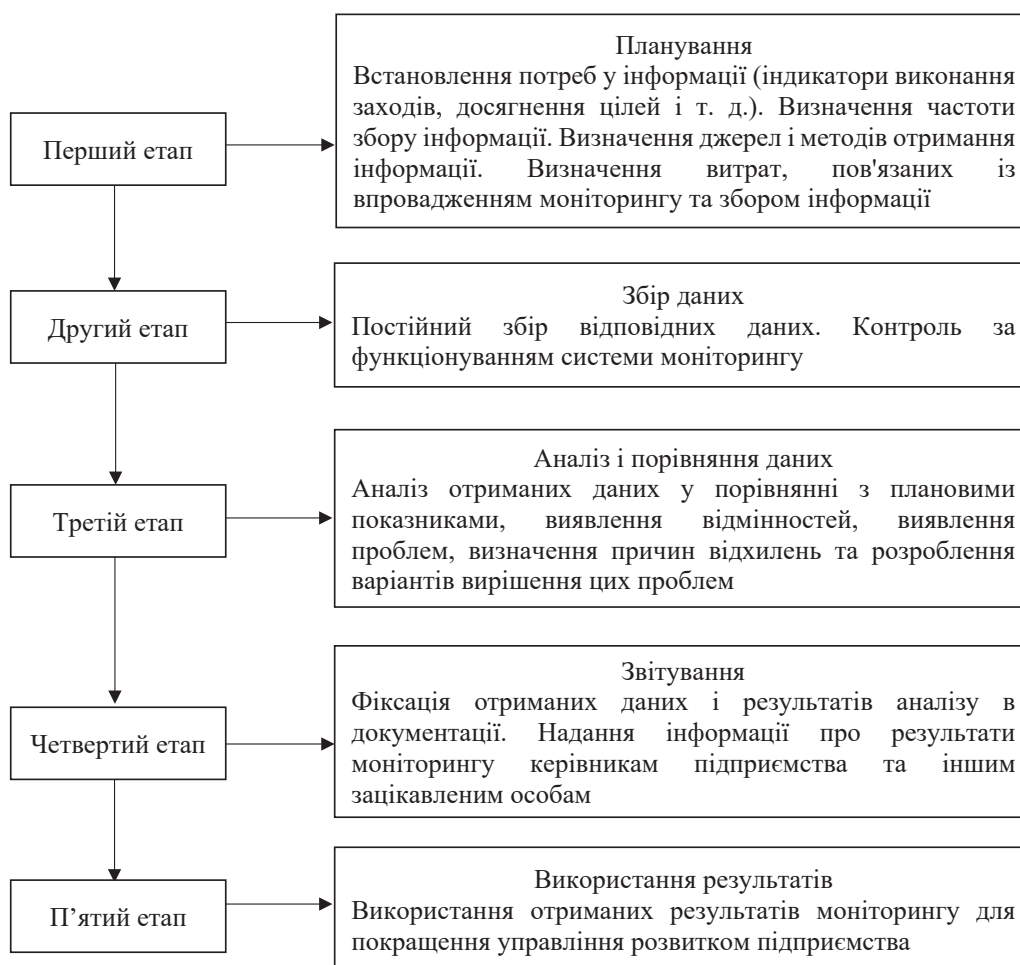 Перший етап
Планування
Встановлення потреб у інформації (індикатори виконання
заходів, досягнення цілей і т. д.). Визначення частоти
збору інформації. Визначення джерел і методів отримання
інформації. Визначення витрат, пов'язаних із
впровадженням моніторингу та збором інформації
Другий етап
Збір даних
Постійний збір відповідних даних. Контроль за
функціонуванням системи моніторингу
Третій етап
Аналіз і порівняння даних
Аналіз отриманих даних у порівнянні з плановими
показниками, виявлення відмінностей, виявлення
проблем, визначення причин відхилень та розроблення
варіантів вирішення цих проблем
Четвертий етап
Звітування
Фіксація отриманих даних і результатів аналізу в
документації. Надання інформації про результати
моніторингу керівникам підприємства та іншим
зацікавленим особам
П’ятий етап
Використання результатів
Використання отриманих результатів моніторингу для
покращення управління розвитком підприємства